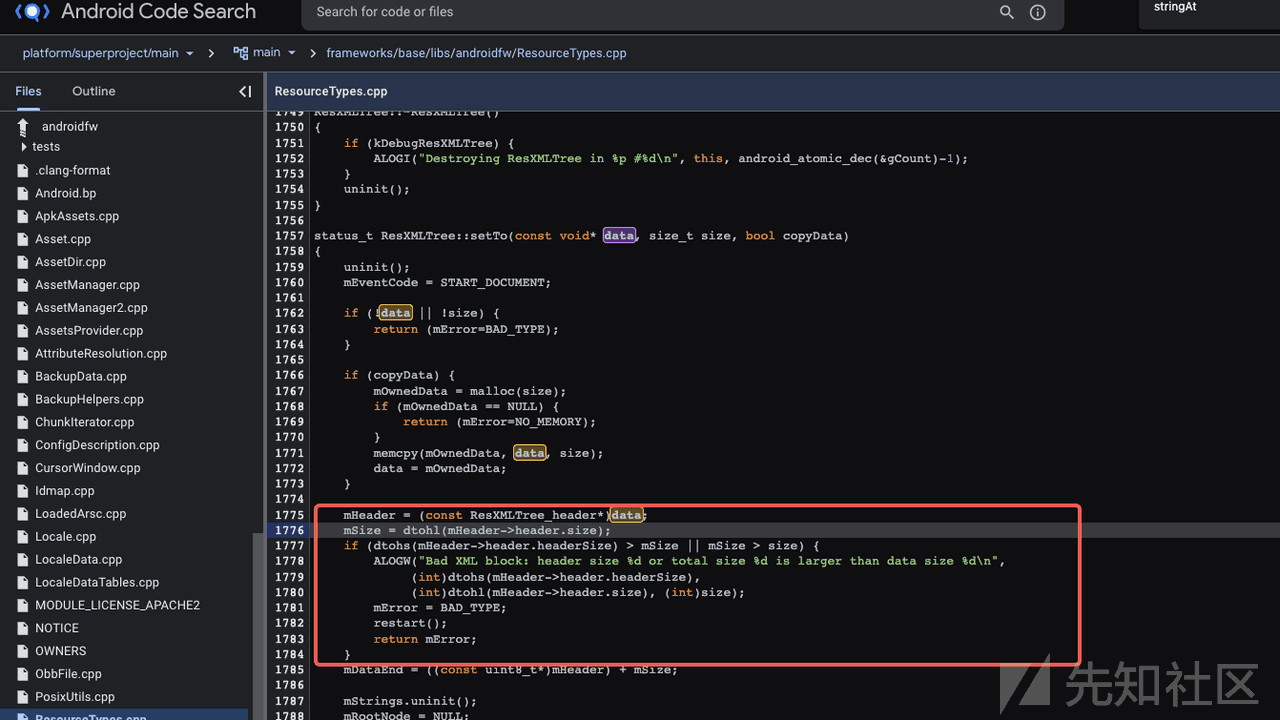 Android Code Search
Search for code or files
stringAt
platform/superproject/main
main
frameworks/base/libs/androidfw/ResourceTypes.cpp
Files
Outline
ResourceTypes.cpp
androidfw
tests
.clang-format
Android.bp
ApkAssets.cpp
Asset.cpp
AssetDir.cpp
AssetManager.cpp
AssetManager2.cpp
AssetsProvider.cpp
AttributeResolution.cpp
BackupData.cpp
BackupHelpers.cpp
ChunkIterator.cpp
ConfigDescription.cpp
CursorWindow.cpp
Idmap.cpp
LoadedArsc.cpp
Locale.cpp
LocaleData.cpp
LocaleDataTables.cpp
MODULE_LICENSE_APACHE2
NOTICE
OWNERS
ObbFile.cpp
PosixUtils.cpp
ResourceTypes.cpp
1749 ResXMLTree::~ResXMLTree()
1750 {
1751     if (kDebugResXMLTree) {
1752         ALOGI("Destroying ResXMLTree in %p #%d\n", this, android_atomic_dec(&gCount)-1);
1753     }
1754     uninit();
1755 }
1756
1757 status_t ResXMLTree::setTo(const void* data, size_t size, bool copyData)
1758 {
1759     uninit();
1760     mEventCode = START_DOCUMENT;
1761
1762     if (!data || !size) {
1763         return (mError=BAD_TYPE);
1764     }
1765
1766     if (copyData) {
1767         mOwnedData = malloc(size);
1768         if (mOwnedData == NULL) {
1769             return (mError=NO_MEMORY);
1770         }
1771         memcpy(mOwnedData, data, size);
1772         data = mOwnedData;
1773     }
1774
1775     mHeader = (const ResXMLTree_header*)data;
1776     mSize = dtohl(mHeader->header.size);
1777     if (dtohs(mHeader->header.headerSize) > mSize || mSize > size) {
1778         ALOGW("Bad XML block: header size %d or total size %d is larger than data size %d\n",
1779              (int)dtohs(mHeader->header.headerSize),
1780              (int)dtohl(mHeader->header.size), (int)size);
1781         mError = BAD_TYPE;
1782         restart();
1783         return mError;
1784     }
1785     mDataEnd = ((const uint8_t*)mHeader) + mSize;
1786
1787     mStrings.uninit();
1788     mRootNode = NULL;
先知社区